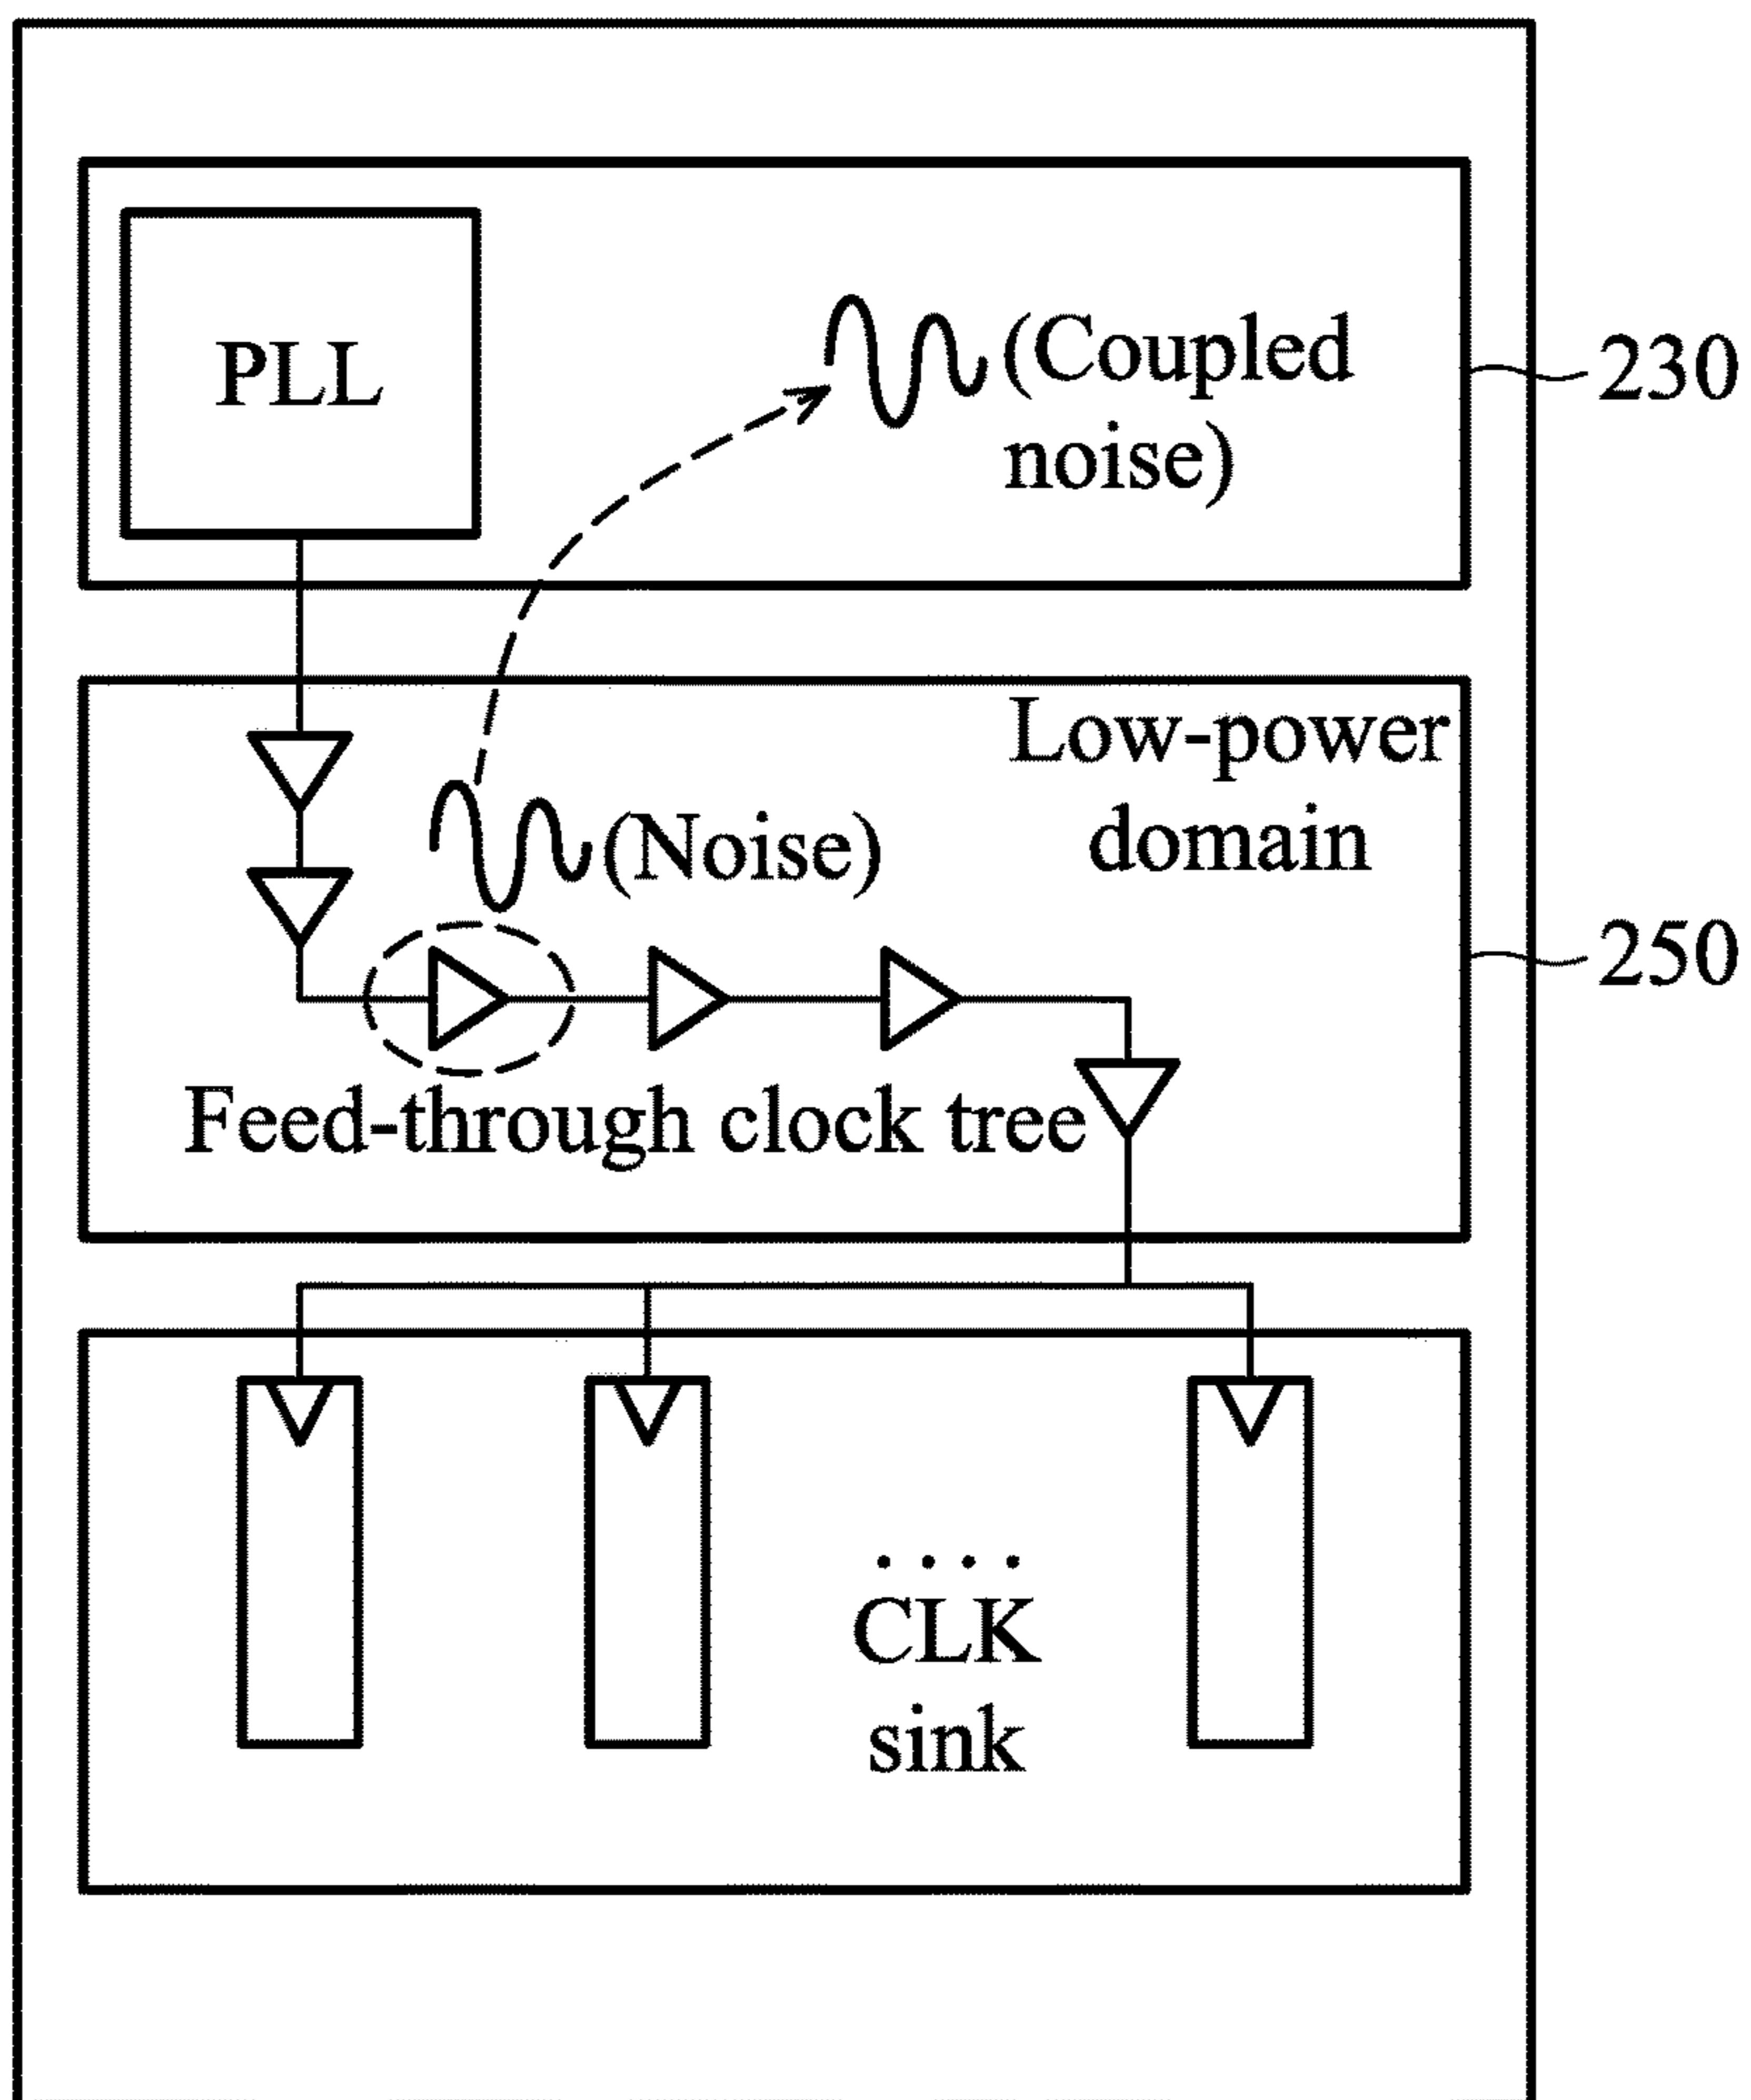 PLL
(Coupled
noise)
230
Low-power
domain
(Noise)
250
Feed-through clock tree
....
CLK
sink